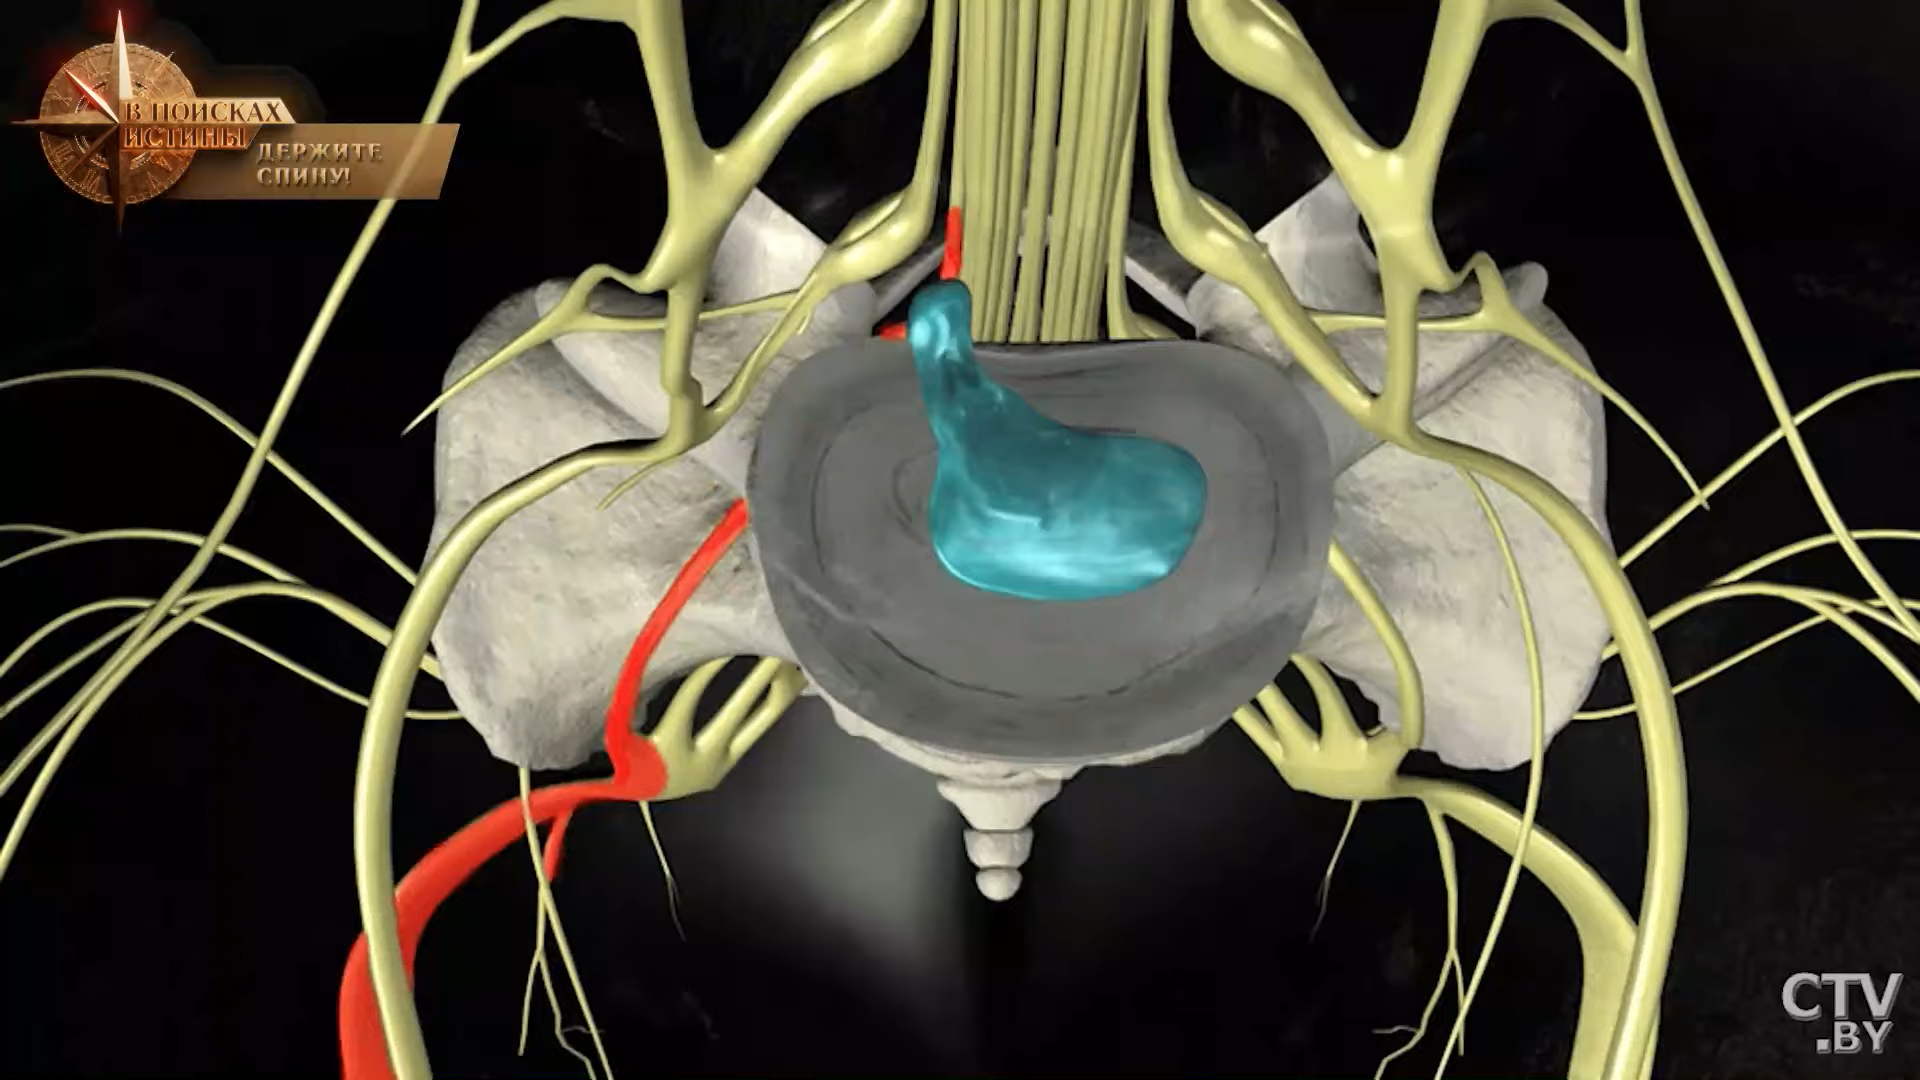 В ПОИСКАХ
ИСТИНЫ
ДЕРЖИТЕ
СПИНУ!
CTV
.BY